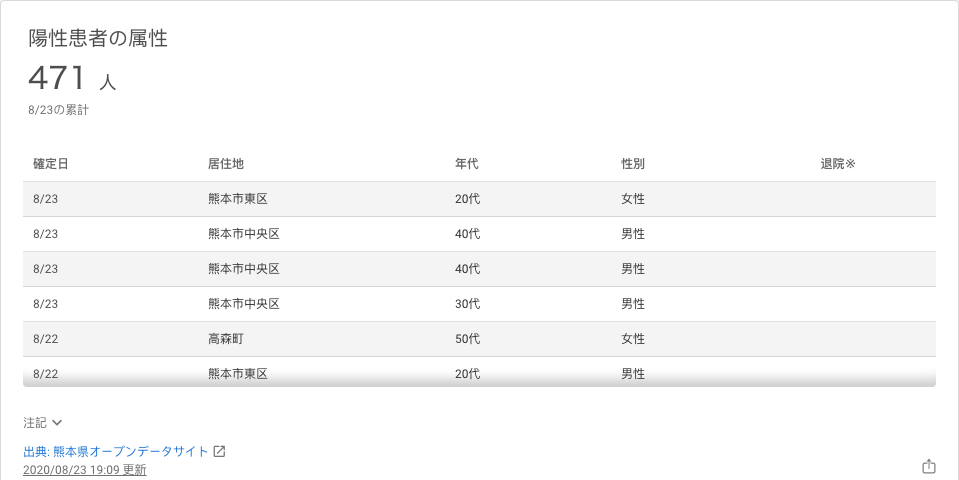 陽性患者の属性
471 人
8/23の累計
確定日 居住地 年代 性別 退院※
8/23 熊本市東区 20代 女性
8/23 熊本市中央区 40代 男性
8/23 熊本市中央区 40代 男性
8/23 熊本市中央区 30代 男性
8/22 高森町 50代 女性
8/22 熊本市東区 20代 男性
注記
出典: 熊本県オープンデータサイト
2020/08/23 19:09 更新